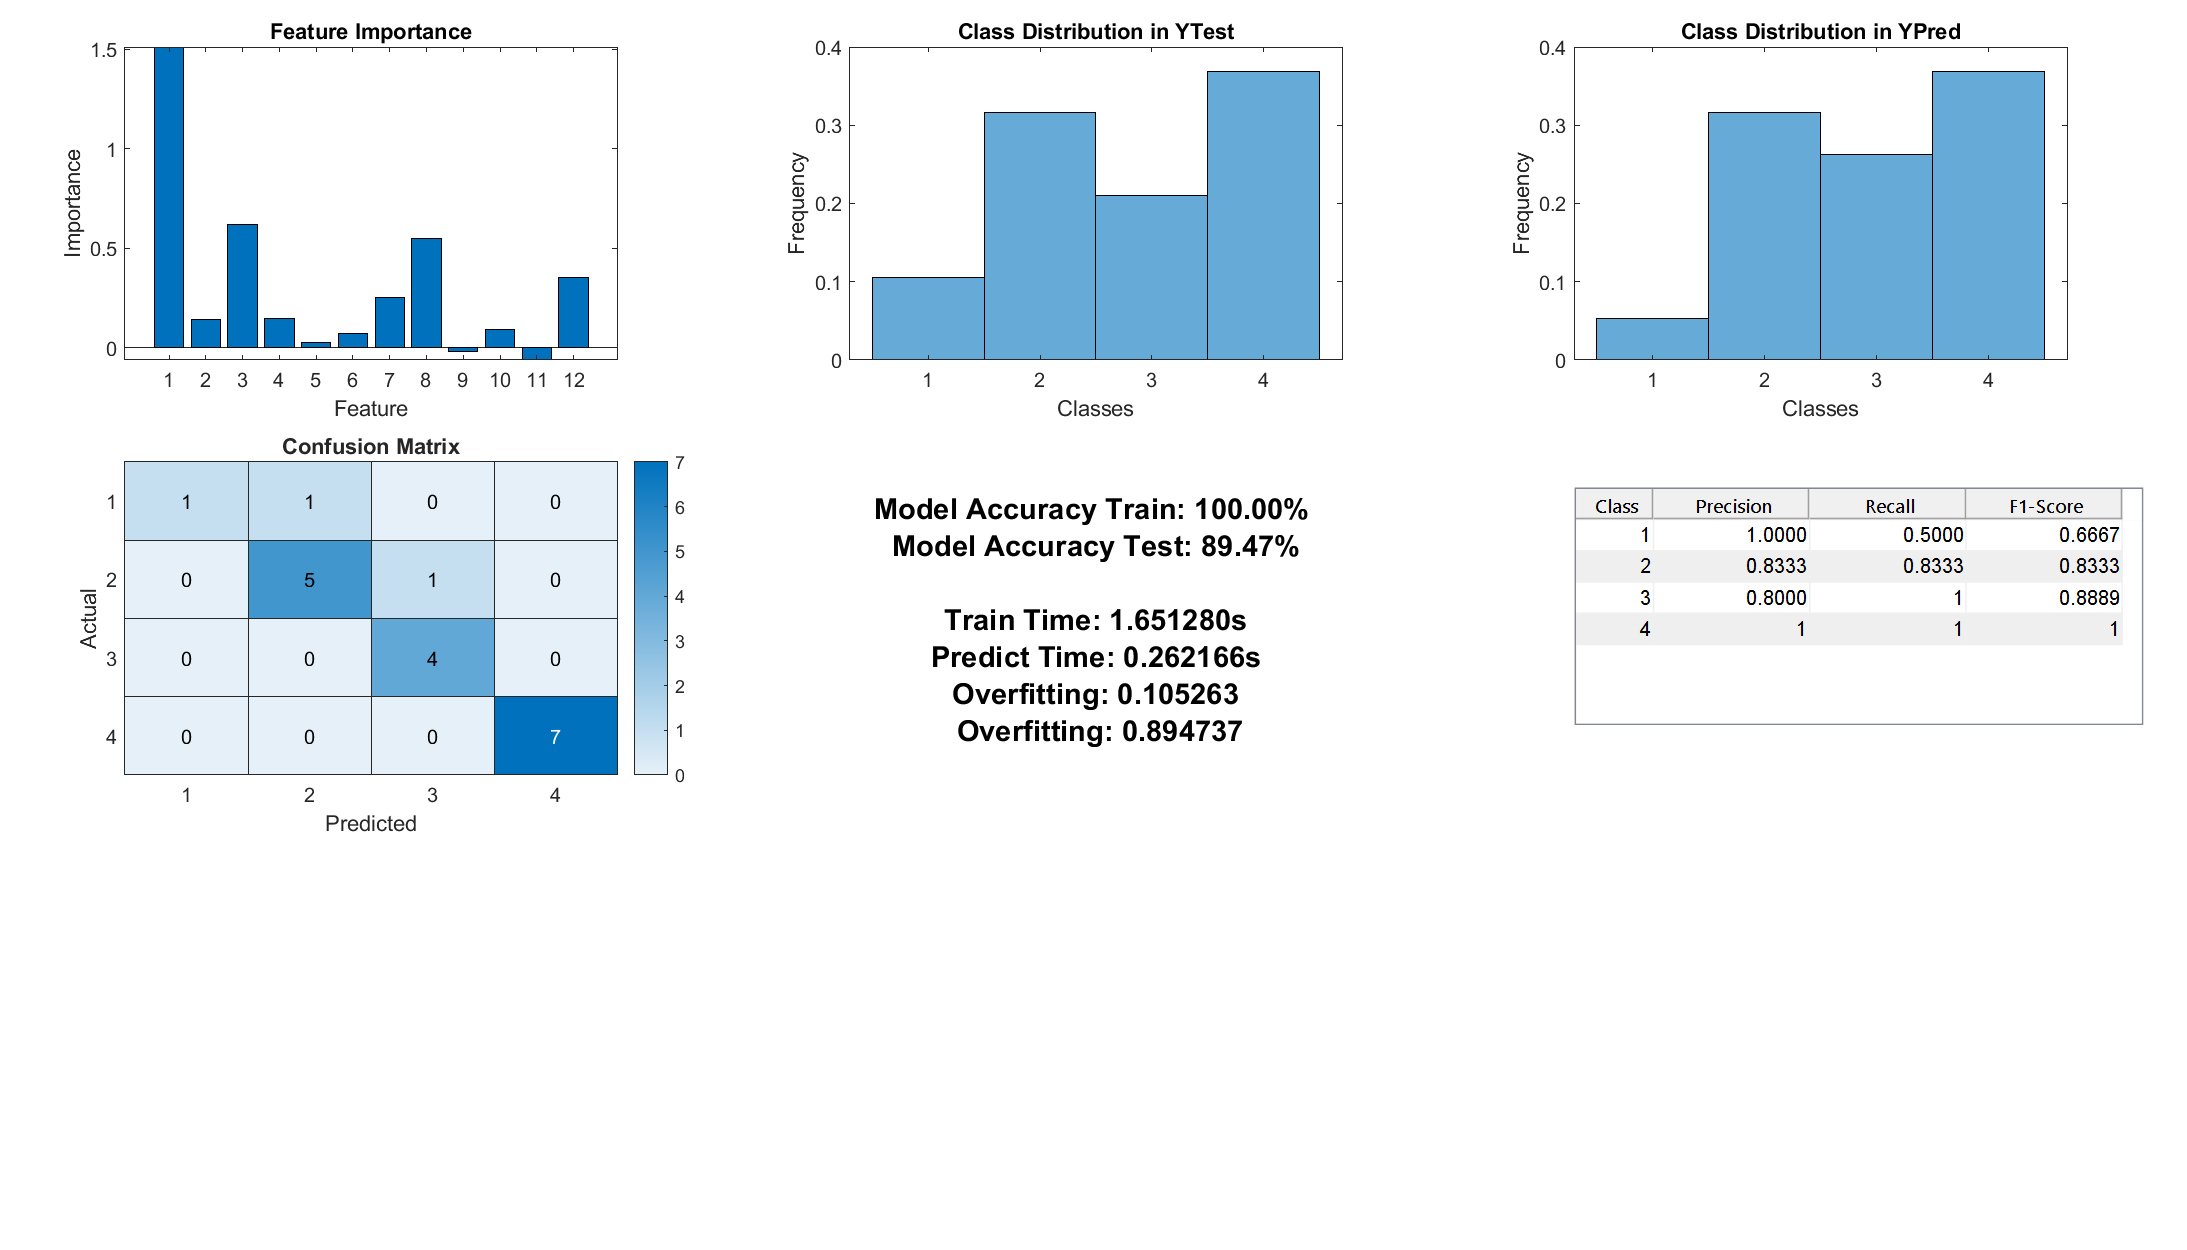 Feature Importance
1.5
1
0.5
0
Importance
1 2 3 4 5 6 7 8 9 10 11 12
Feature
Class Distribution in YTest
0.4
0.3
0.2
0.1
0
Frequency
1 2 3 4
Classes
Class Distribution in YPred
0.4
0.3
0.2
0.1
0
Frequency
1 2 3 4
Classes
Confusion Matrix
1 1 1 0 0
2 0 5 1 0
3 0 0 4 0
4 0 0 0 7
Actual
1 2 3 4
Predicted
7
6
5
4
3
2
1
0
Model Accuracy Train: 100.00%
Model Accuracy Test: 89.47%
Train Time: 1.651280s
Predict Time: 0.262166s
Overfitting: 0.105263
Overfitting: 0.894737
Class Precision Recall F1-Score
1 1.0000 0.5000 0.6667
2 0.8333 0.8333 0.8333
3 0.8000 1 0.8889
4 1 1 1